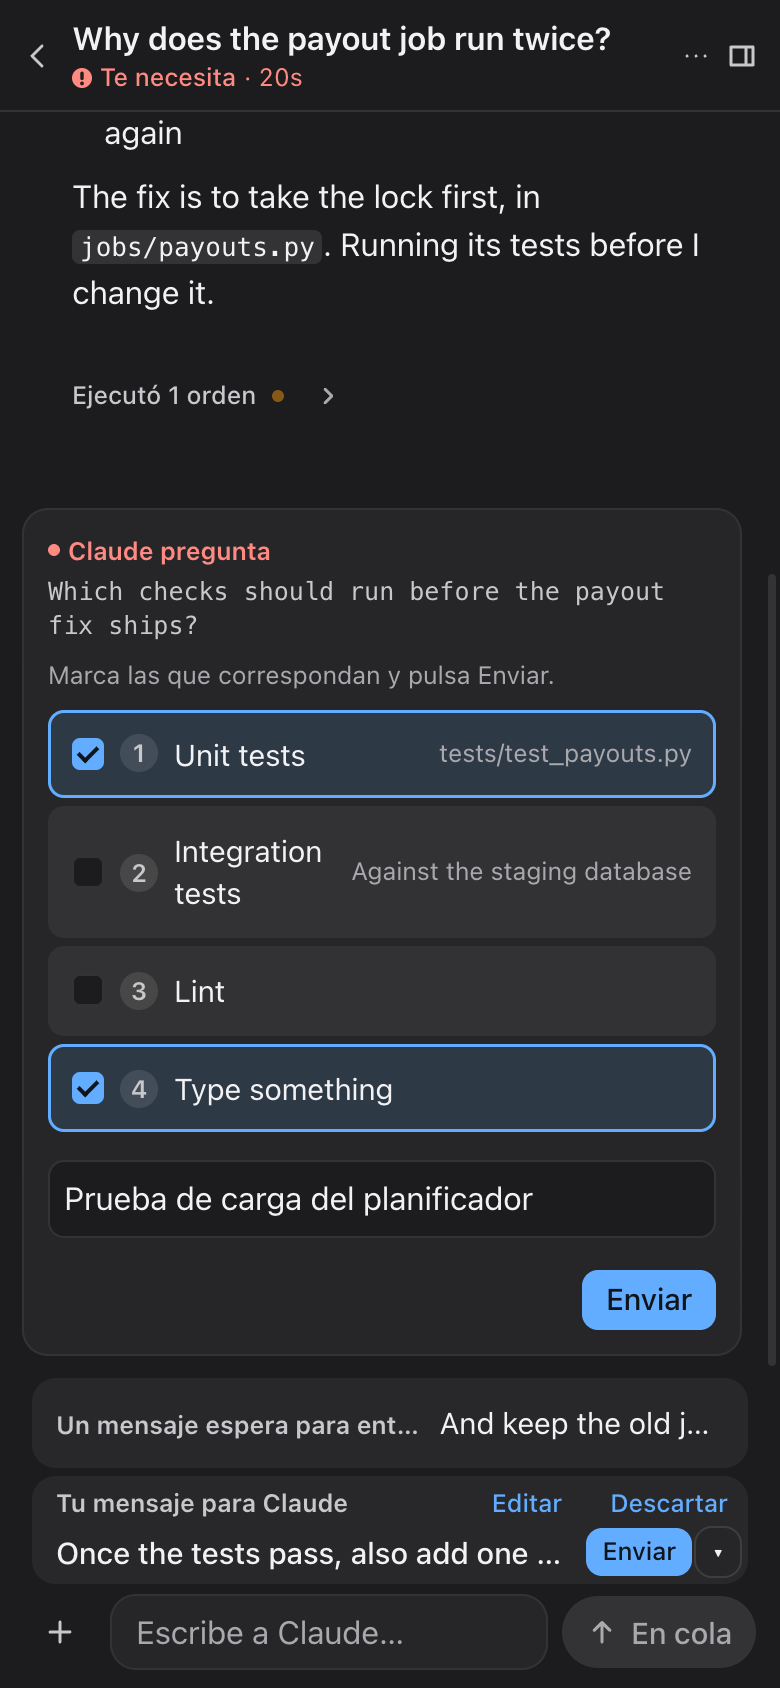 Why does the payout job run twice?
Te necesita · 20s
again
The fix is to take the lock first, in
jobs/payouts.py. Running its tests before I
change it.
Ejecutó 1 orden
Claude pregunta
Which checks should run before the payout
fix ships?
Marca las que correspondan y pulsa Enviar.
1 Unit tests tests/test_payouts.py
2 Integration tests Against the staging database
3 Lint
4 Type something
Prueba de carga del planificador
Enviar
Un mensaje espera para ent... And keep the old j...
Tu mensaje para Claude Editar Descartar
Once the tests pass, also add one ... Enviar
Escribe a Claude... En cola